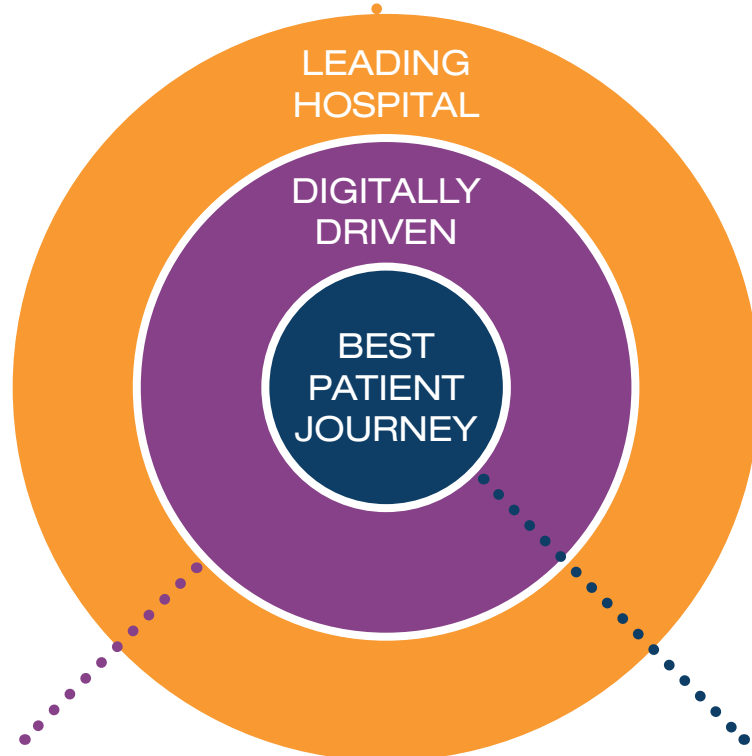 LEADING
HOSPITAL
DIGITALLY
DRIVEN
BEST
PATIENT
JOURNEY